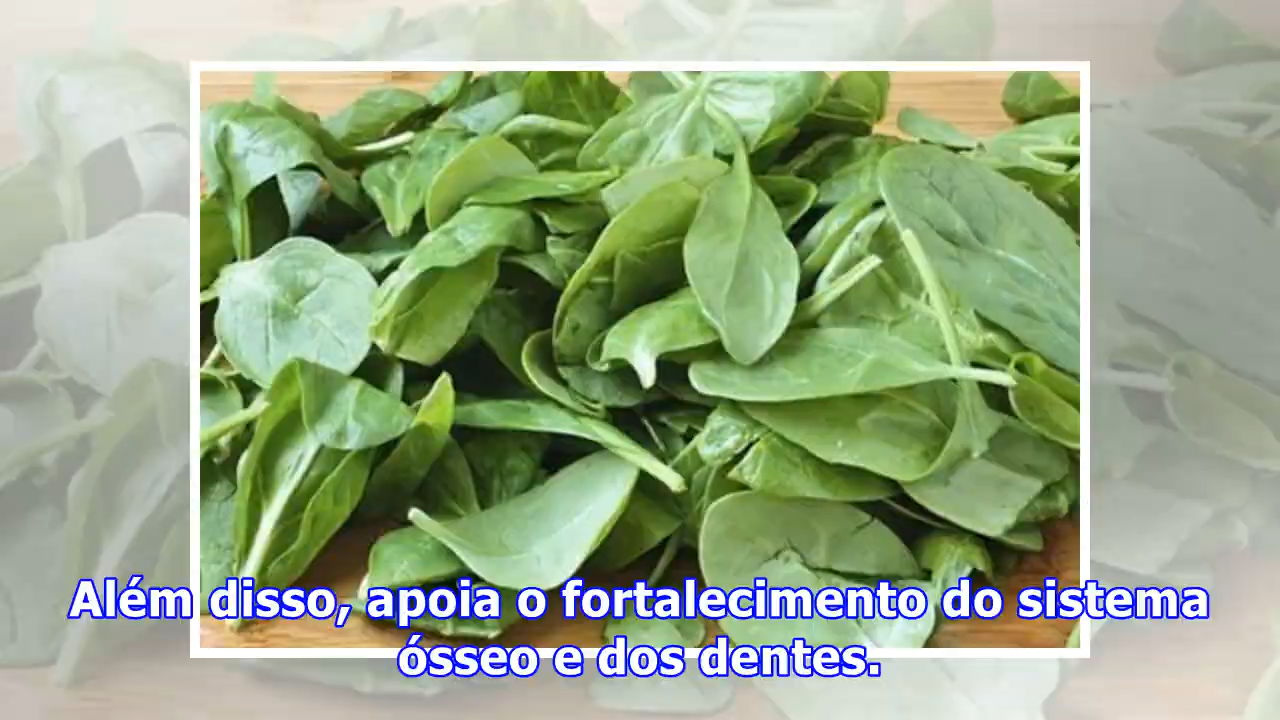 Além disso, apoia o fortalecimento do sistema
ósseo e dos dentes.